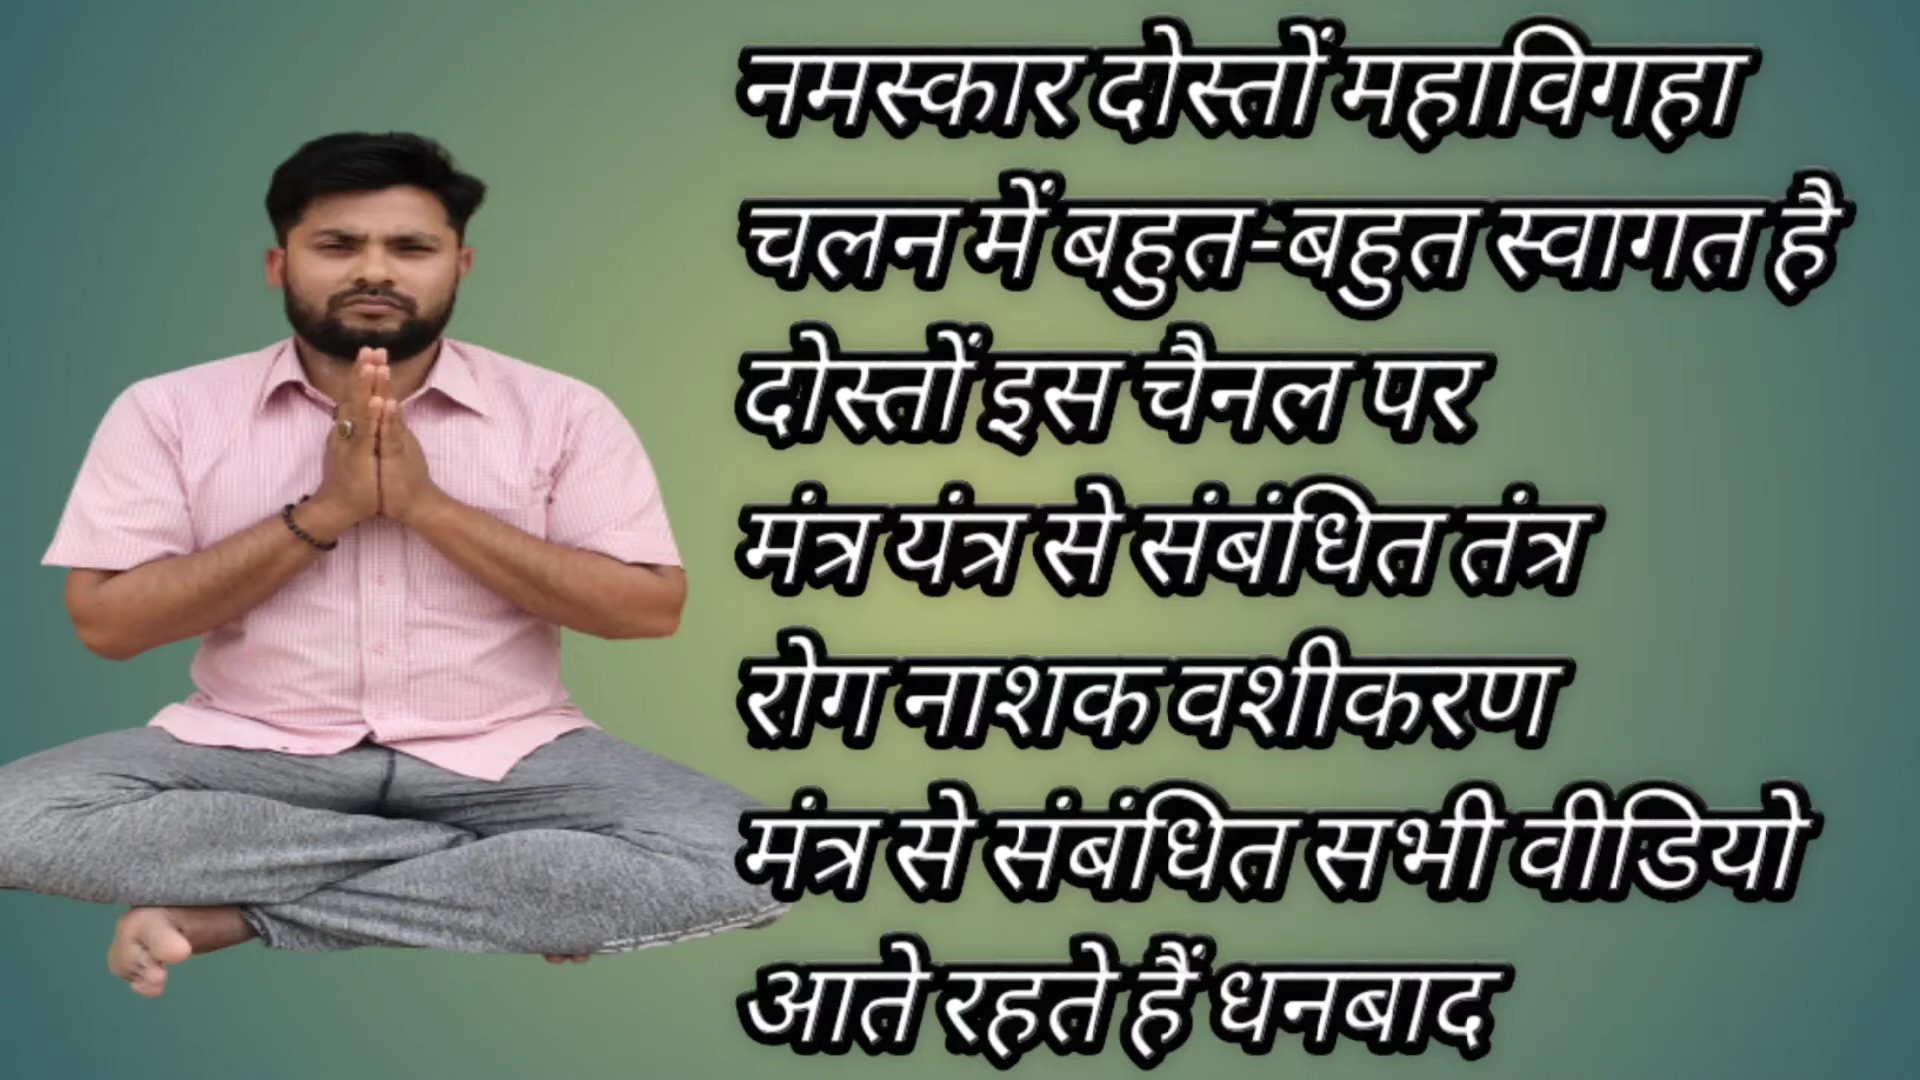 नमस्कार दोस्तों महाविगहा
चलन में बहुत-बहुत स्वागत है
दोस्तों इस चैनल पर
मंत्र यंत्र से संबंधित तंत्र
रोग नाशक वशीकरण
मंत्र से संबंधित सभी वीडियो
आते रहते हैं धनबाद